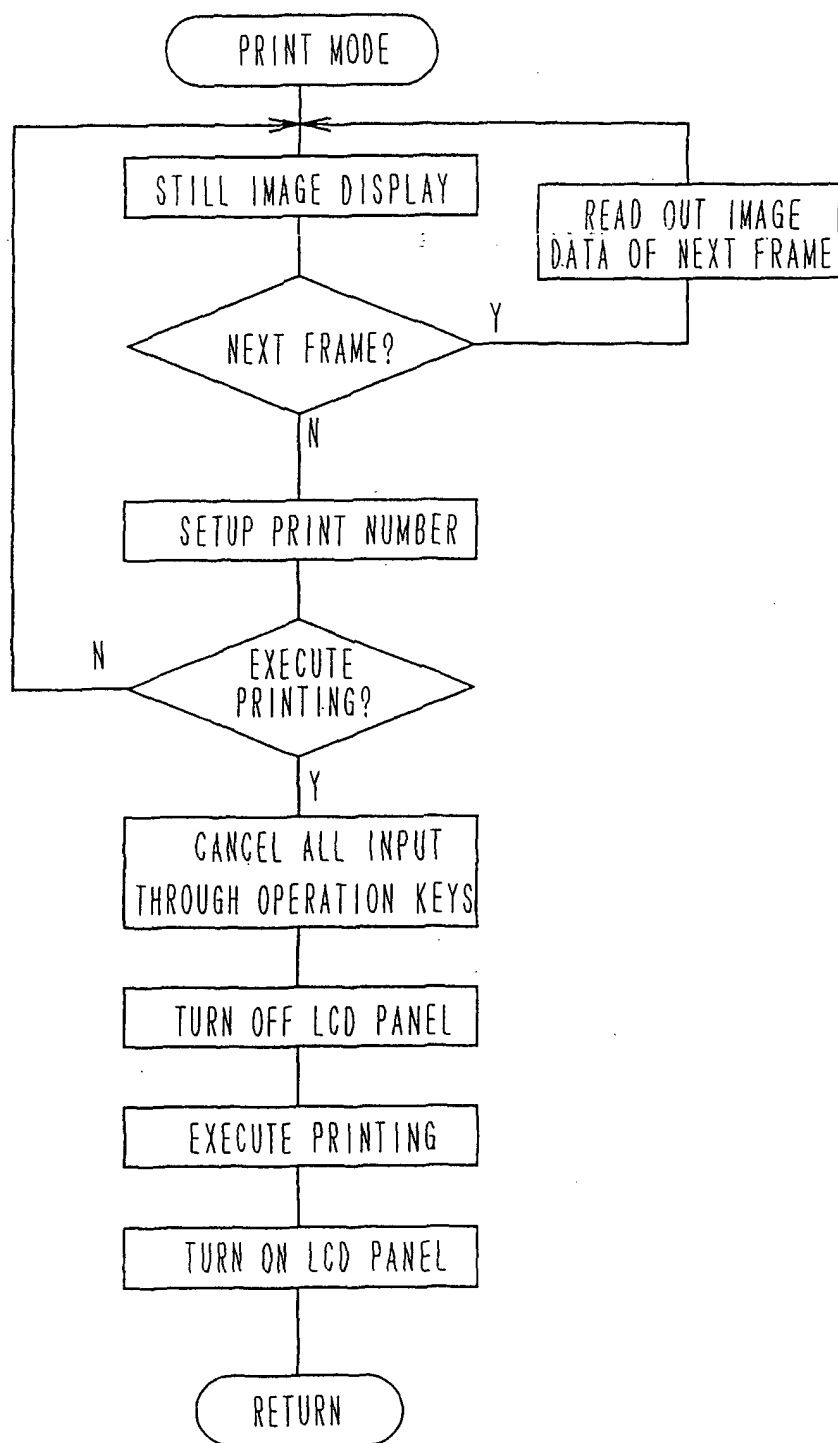 PRINT MODE
STILL IMAGE DISPLAY
READ OUT IMAGE
DATA OF NEXT FRAME
NEXT FRAME?
Y
N
SETUP PRINT NUMBER
EXECUTE
PRINTING?
N
Y
CANCEL ALL INPUT
THROUGH OPERATION KEYS
TURN OFF LCD PANEL
EXECUTE PRINTING
TURN ON LCD PANEL
RETURN